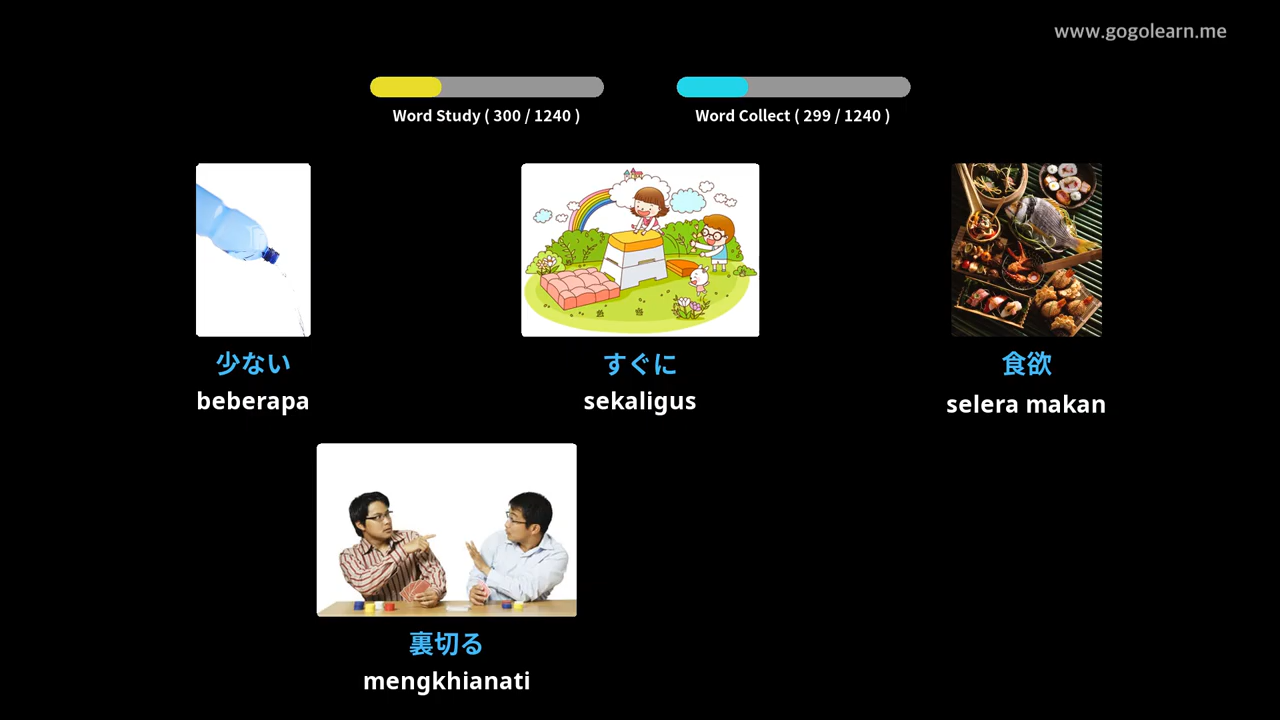 www.gogolearn.me
Word Study ( 300 / 1240 )
Word Collect ( 299 / 1240 )
少ない
beberapa
すぐに
sekaligus
食欲
selera makan
裏切る
mengkhianati